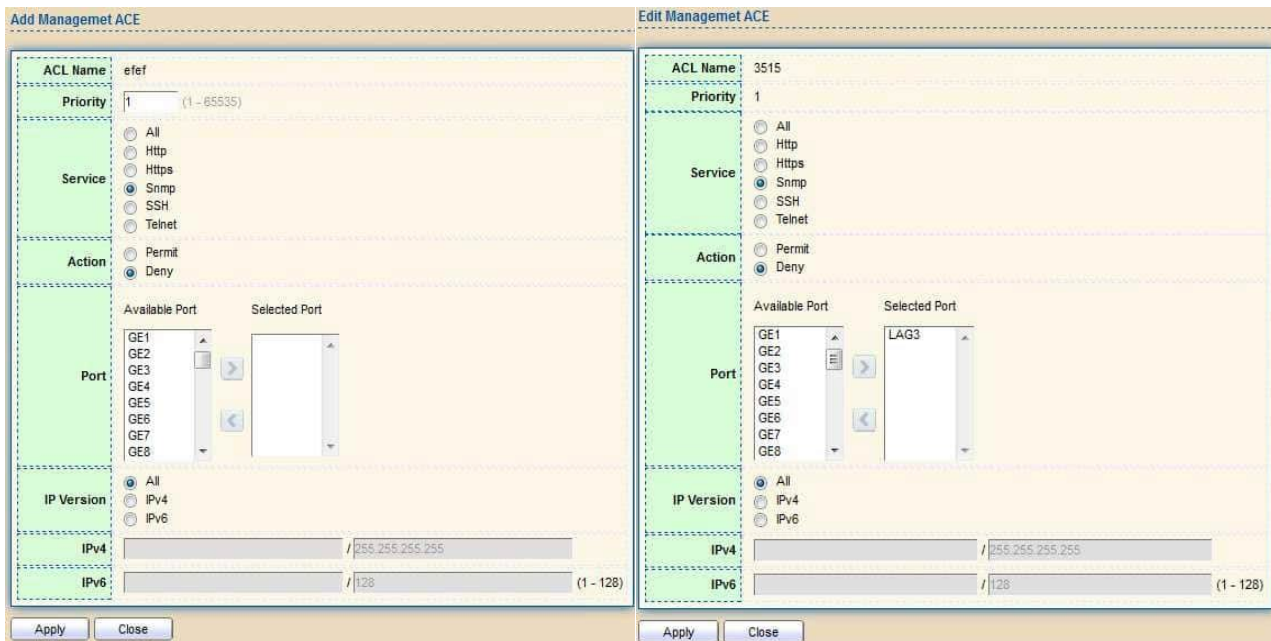 Add Managemet ACE
ACL Name efef
Priority 1 (1 - 65535)
Service
All
Http
Https
Snmp
SSH
Telnet
Action
Permit
Deny
Port
Available Port Selected Port
GE1
GE2
GE3
GE4
GE5
GE6
GE7
GE8
IP Version
All
IPv4
IPv6
IPv4 / 255.255.255.255
IPv6 / 128 (1 - 128)
Apply Close
Edit Managemet ACE
ACL Name 3515
Priority 1
Service
All
Http
Https
Snmp
SSH
Telnet
Action
Permit
Deny
Port
Available Port Selected Port
GE1 LAG3
GE2
GE3
GE4
GE5
GE6
GE7
GE8
IP Version
All
IPv4
IPv6
IPv4 / 255.255.255.255
IPv6 / 128 (1 - 128)
Apply Close